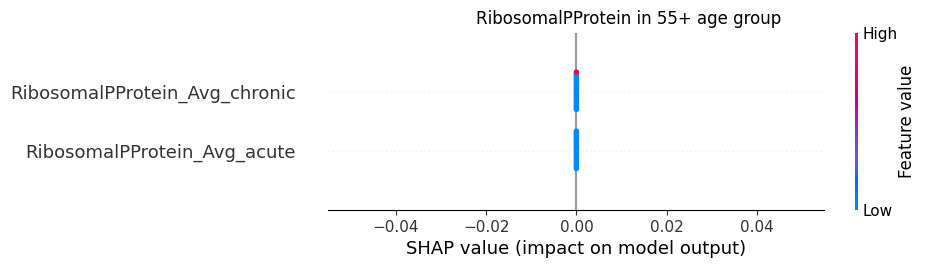 RibosomalPProtein in 55+ age group
High
RibosomalPProtein_Avg_chronic
RibosomalPProtein_Avg_acute
Feature value
Low
−0.04 −0.02 0.00 0.02 0.04
SHAP value (impact on model output)